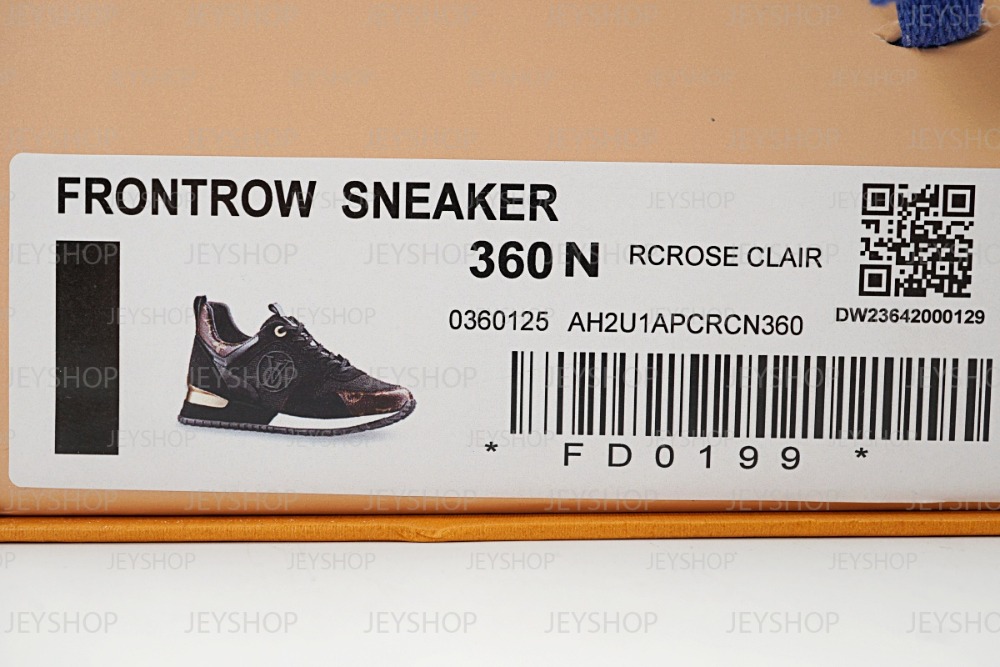 FRONTROW SNEAKER
360 N RCROSE CLAIR
0360125 AH2U1APCRCN360
DW23642000129
* FD0199 *
JEYSHOP